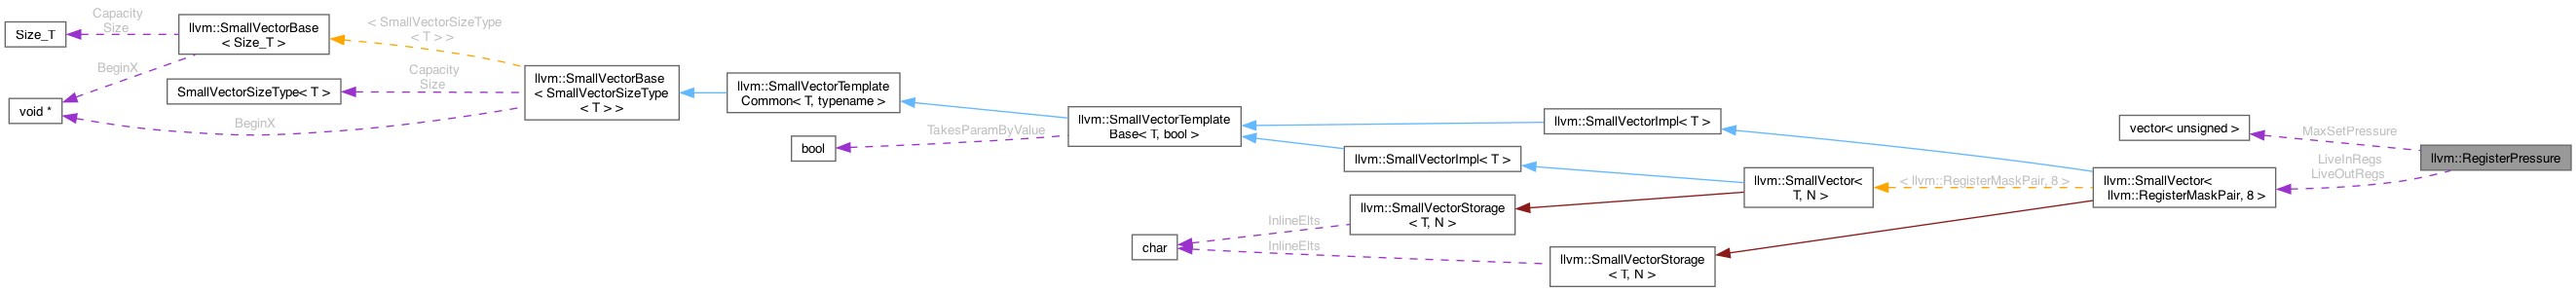 Size_T
Capacity
Size
llvm::SmallVectorBase
< Size_T >
< SmallVectorSizeType
< T > >
BeginX
void *
SmallVectorSizeType< T >
Capacity
Size
BeginX
llvm::SmallVectorBase
< SmallVectorSizeType
< T > >
llvm::SmallVectorTemplate
Common< T, typename >
bool
TakesParamByValue
llvm::SmallVectorTemplate
Base< T, bool >
llvm::SmallVectorImpl< T >
llvm::SmallVectorImpl< T >
char
InlineElts
InlineElts
llvm::SmallVectorStorage
< T, N >
llvm::SmallVectorStorage
< T, N >
llvm::SmallVector<
T, N >
< llvm::RegisterMaskPair, 8 >
llvm::SmallVector<
llvm::RegisterMaskPair, 8 >
vector< unsigned >
MaxSetPressure
LiveInRegs
LiveOutRegs
llvm::RegisterPressure